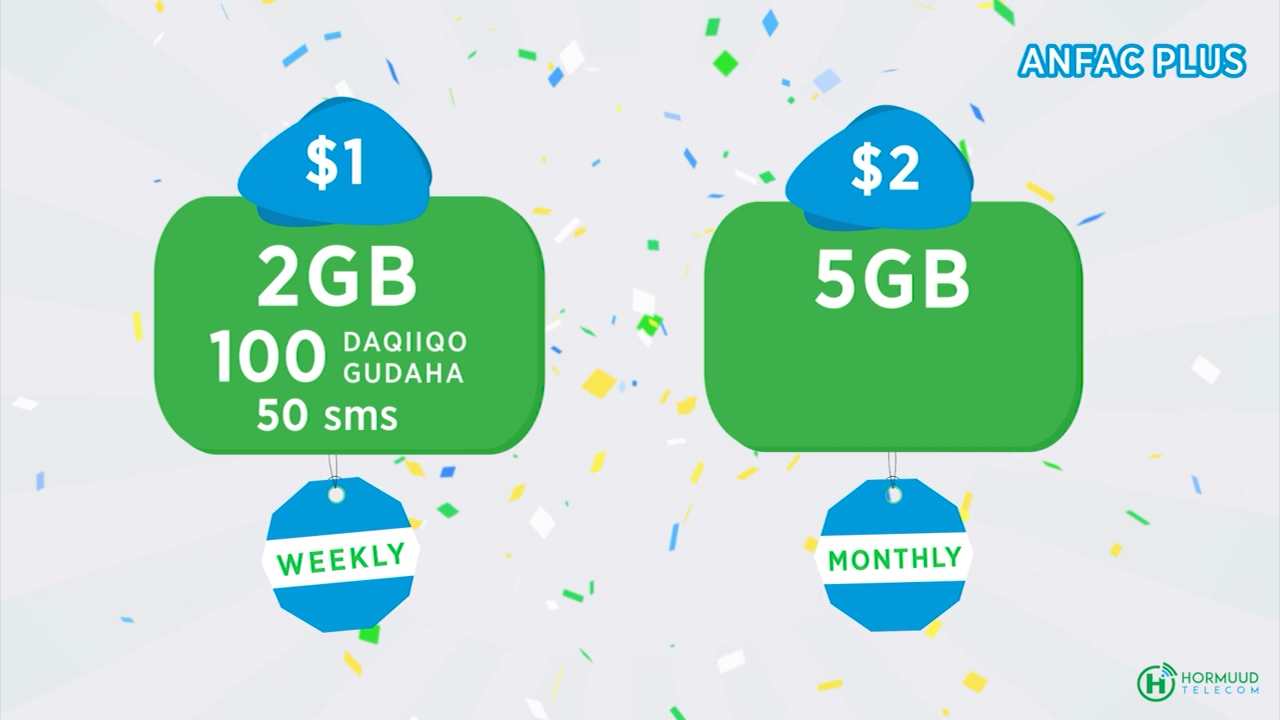 ANFAC PLUS
$1
2GB
100 DAQIIQO
GUDAHA
50 sms
WEEKLY
$2
5GB
MONTHLY
HORMUUD
TELECOM